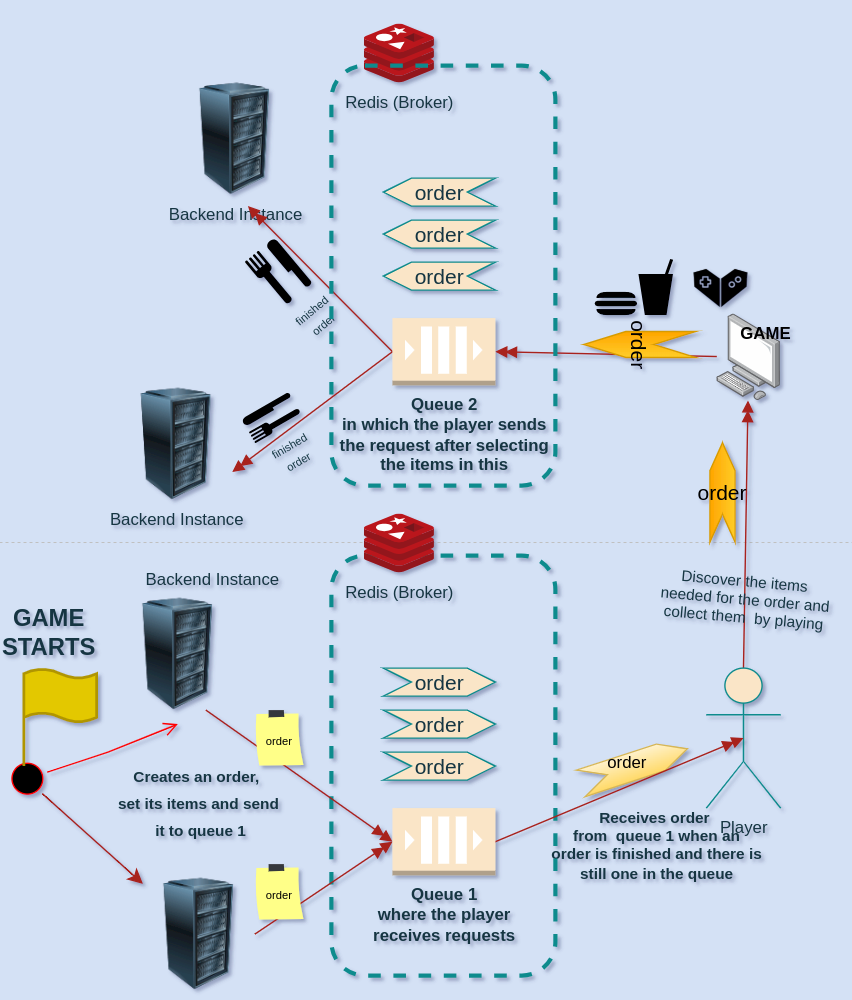 Redis (Broker)
Backend Instance
order
order
order
finished
order
order
GAME
Queue 2
in which the player sends
the request after selecting
the items in this
finished
order
order
Backend Instance
Redis (Broker)
Backend Instance
Discover the items
needed for the order and
collect them  by playing
GAME
STARTS
order
order
order
order
order
Creates an order,
set its items and send
it to queue 1
Receives order
from  queue 1 when an
order is finished and there is
still one in the queue
Player
order
Queue 1
where the player
receives requests